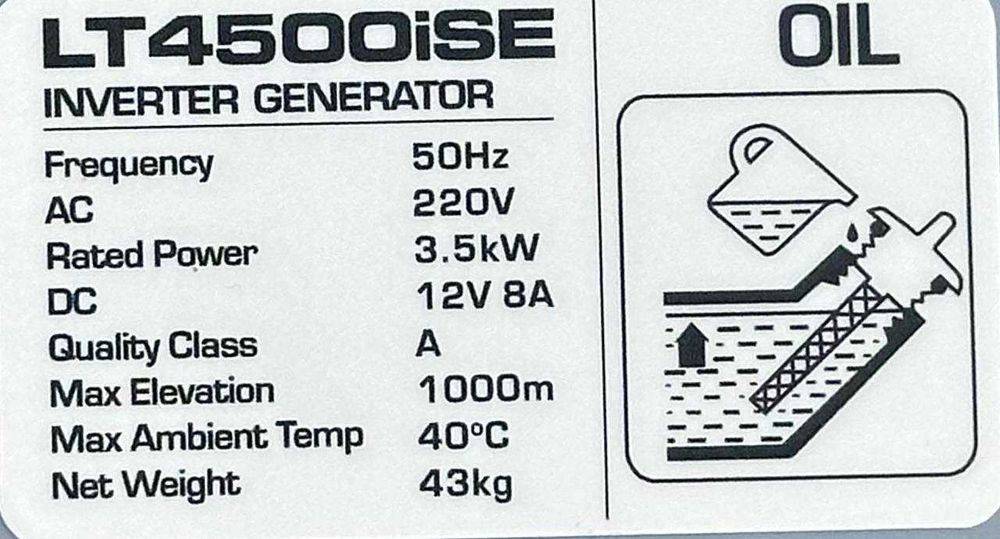 LT4500iSE
INVERTER GENERATOR
Frequency 50Hz
AC 220V
Rated Power 3.5kW
DC 12V 8A
Quality Class A
Max Elevation 1000m
Max Ambient Temp 40°C
Net Weight 43kg
OIL